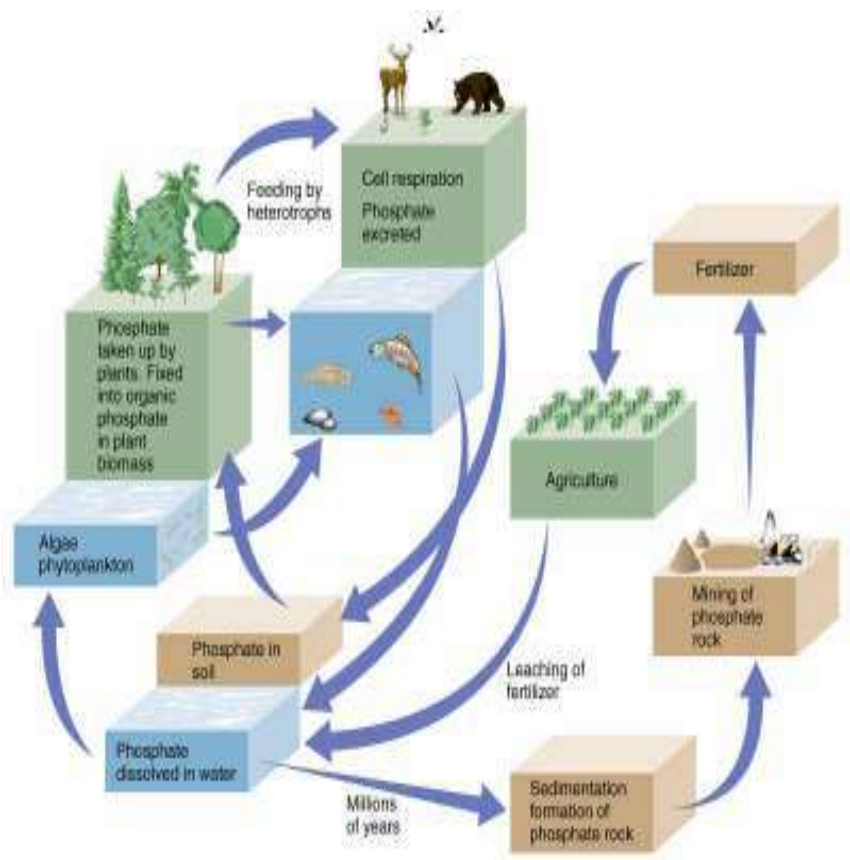 Feeding by
heterotrophs
Cell respiration
Phosphate
excreted
Fertilizer
Phosphate
taken up by
plants. Fixed
into organic
phosphate
in plant
biomass
Agriculture
Algae
phytoplankton
Mining of
phosphate
rock
Phosphate in
soil
Leaching of
fertilizer
Phosphate
dissolved in water
Millions
of years
Sedimentation
formation of
phosphate rock